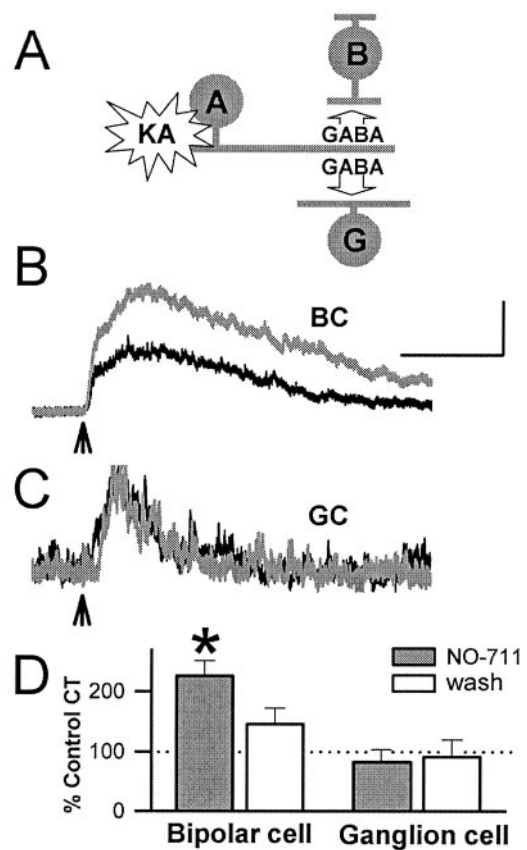 A
B
A
KA
GABA
GABA
G
B
BC
C
GC
D
*
NO-711
wash
% Control CT
200
100
0
Bipolar cell
Ganglion cell